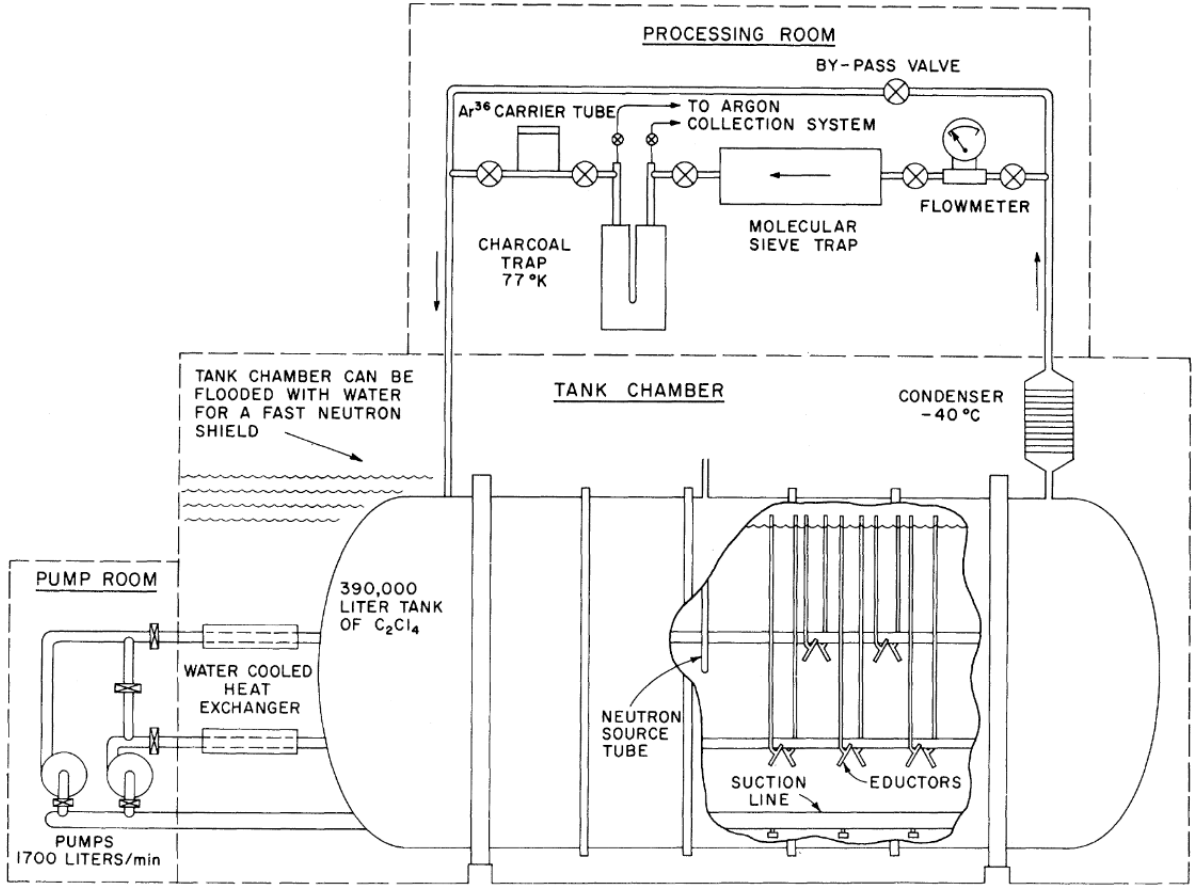 PROCESSING ROOM
BY-PASS VALVE
Ar³⁶ CARRIER TUBE
TO ARGON
COLLECTION SYSTEM
FLOWMETER
MOLECULAR
SIEVE TRAP
CHARCOAL
TRAP
77°K
TANK CHAMBER CAN BE
FLOODED WITH WATER
FOR A FAST NEUTRON
SHIELD
TANK CHAMBER
CONDENSER
-40°C
PUMP ROOM
390,000
LITER TANK
OF C₂Cl₄
WATER COOLED
HEAT
EXCHANGER
NEUTRON
SOURCE
TUBE
SUCTION
LINE
EDUCTORS
PUMPS
1700 LITERS/min